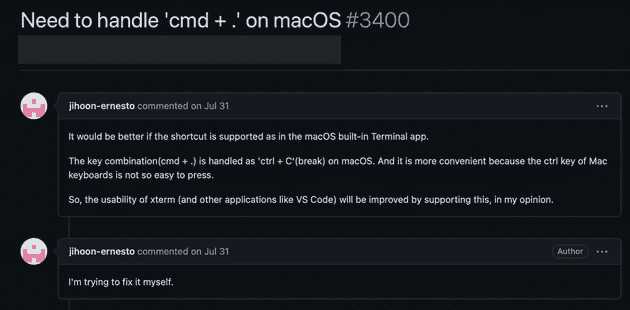 Need to handle 'cmd + .' on macOS #3400
jihoon-ernesto commented on Jul 31
It would be better if the shortcut is supported as in the macOS built-in Terminal app.
The key combination(cmd + .) is handled as 'ctrl + C'(break) on macOS. And it is more convenient because the ctrl key of Mac
keyboards is not so easy to press.
So, the usability of xterm (and other applications like VS Code) will be improved by supporting this, in my opinion.
jihoon-ernesto commented on Jul 31 Author
I'm trying to fix it myself.